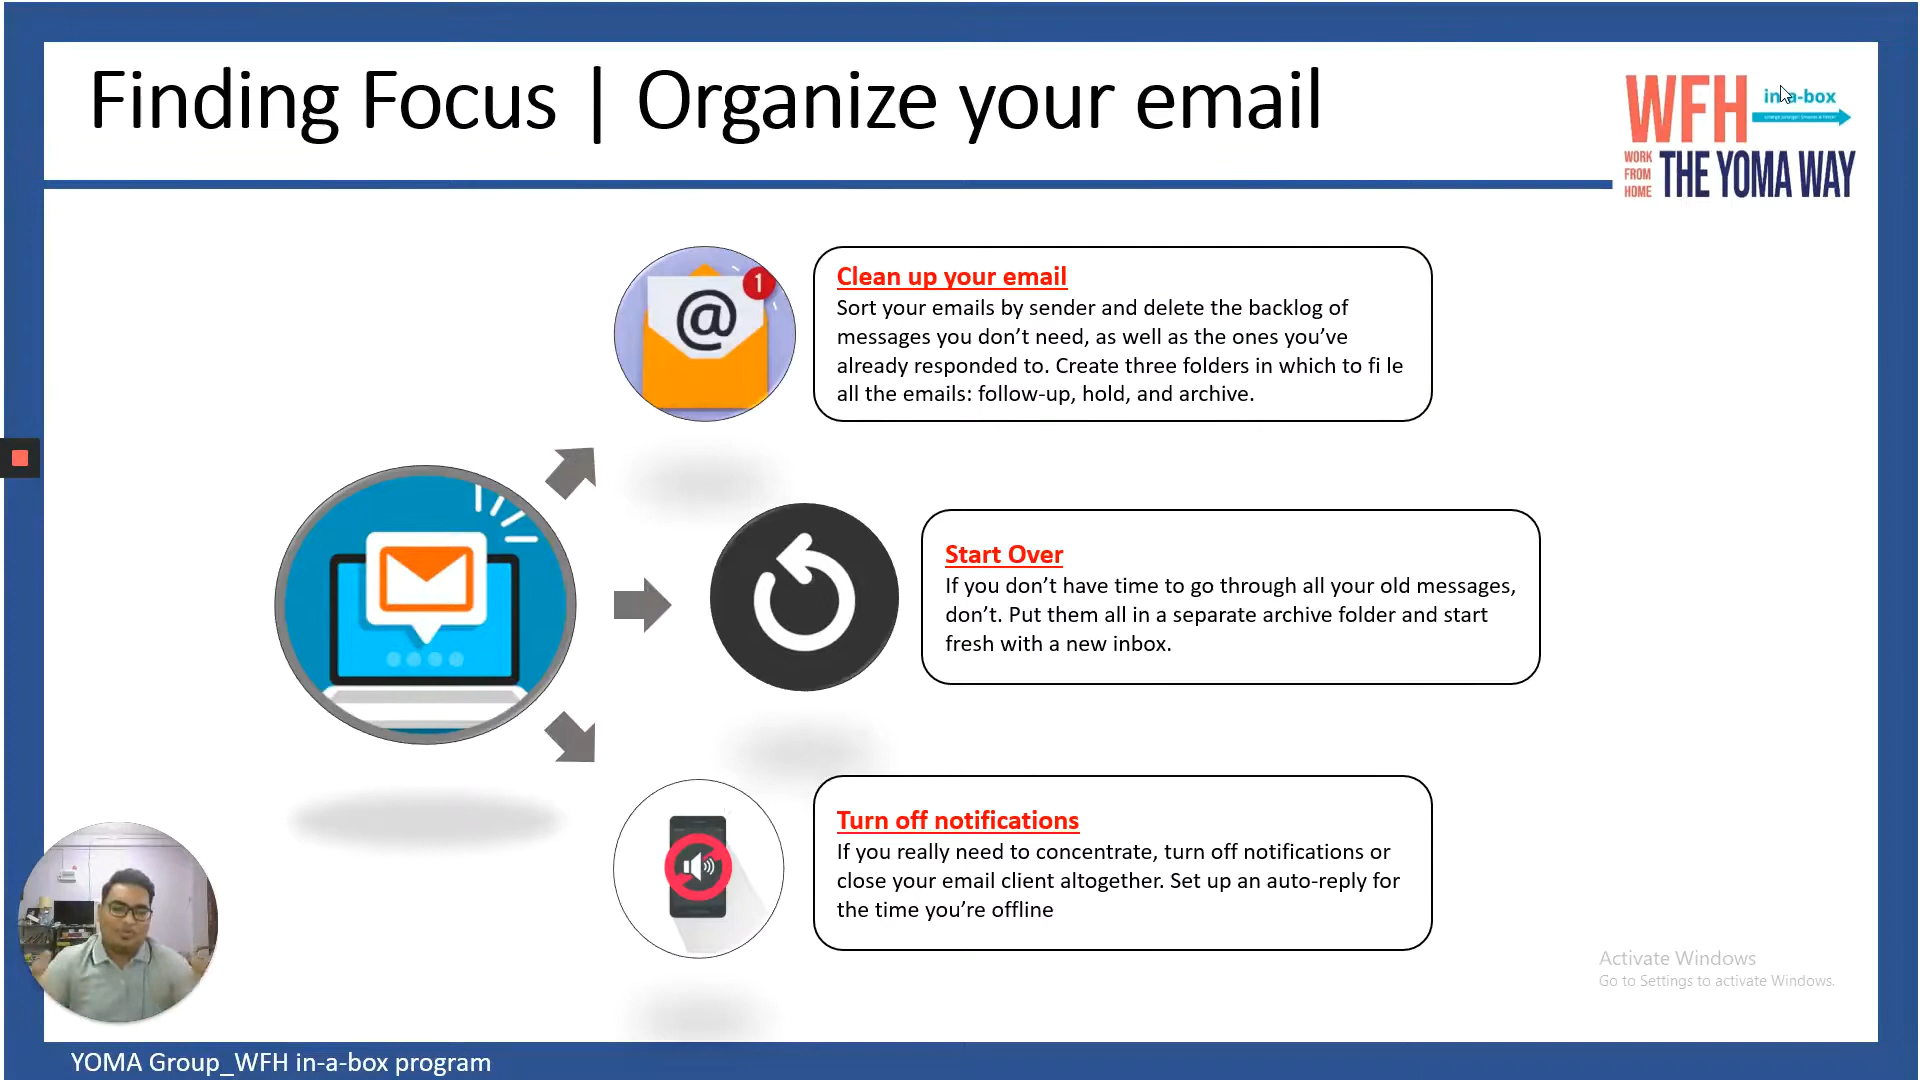 Finding Focus | Organize your email
WFH
in-a-box
WORK
FROM
HOME
THE YOMA WAY
1
@
Clean up your email
Sort your emails by sender and delete the backlog of
messages you don’t need, as well as the ones you’ve
already responded to. Create three folders in which to fi le
all the emails: follow-up, hold, and archive.
Start Over
If you don’t have time to go through all your old messages,
don’t. Put them all in a separate archive folder and start
fresh with a new inbox.
Turn off notifications
If you really need to concentrate, turn off notifications or
close your email client altogether. Set up an auto-reply for
the time you’re offline
Activate Windows
Go to Settings to activate Windows.
YOMA Group_WFH in-a-box program